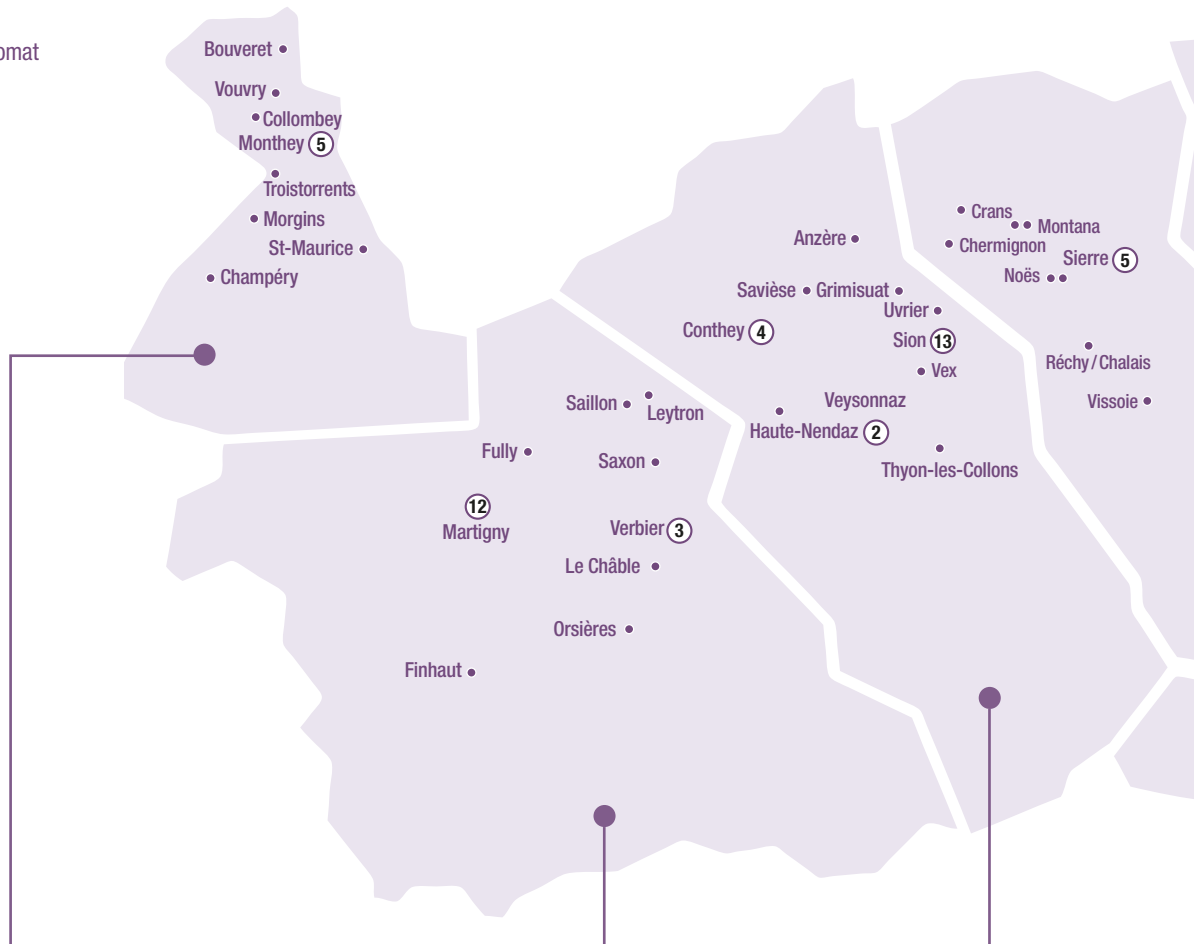 omat
Bouveret
Vouvry
Collombey
Monthey 5
Troistorrents
Morgins
St-Maurice
Champéry
Saillon
Leytron
Fully
Saxon
12
Martigny
Verbier 3
Le Châble
Orsières
Finhaut
Anzère
Savièse
Grimisuat
Uvrier
Conthey 4
Sion 13
Vex
Veysonnaz
Haute-Nendaz 2
Thyon-les-Collons
Crans
Montana
Chermignon
Sierre 5
Noës
Réchy / Chalais
Vissoie